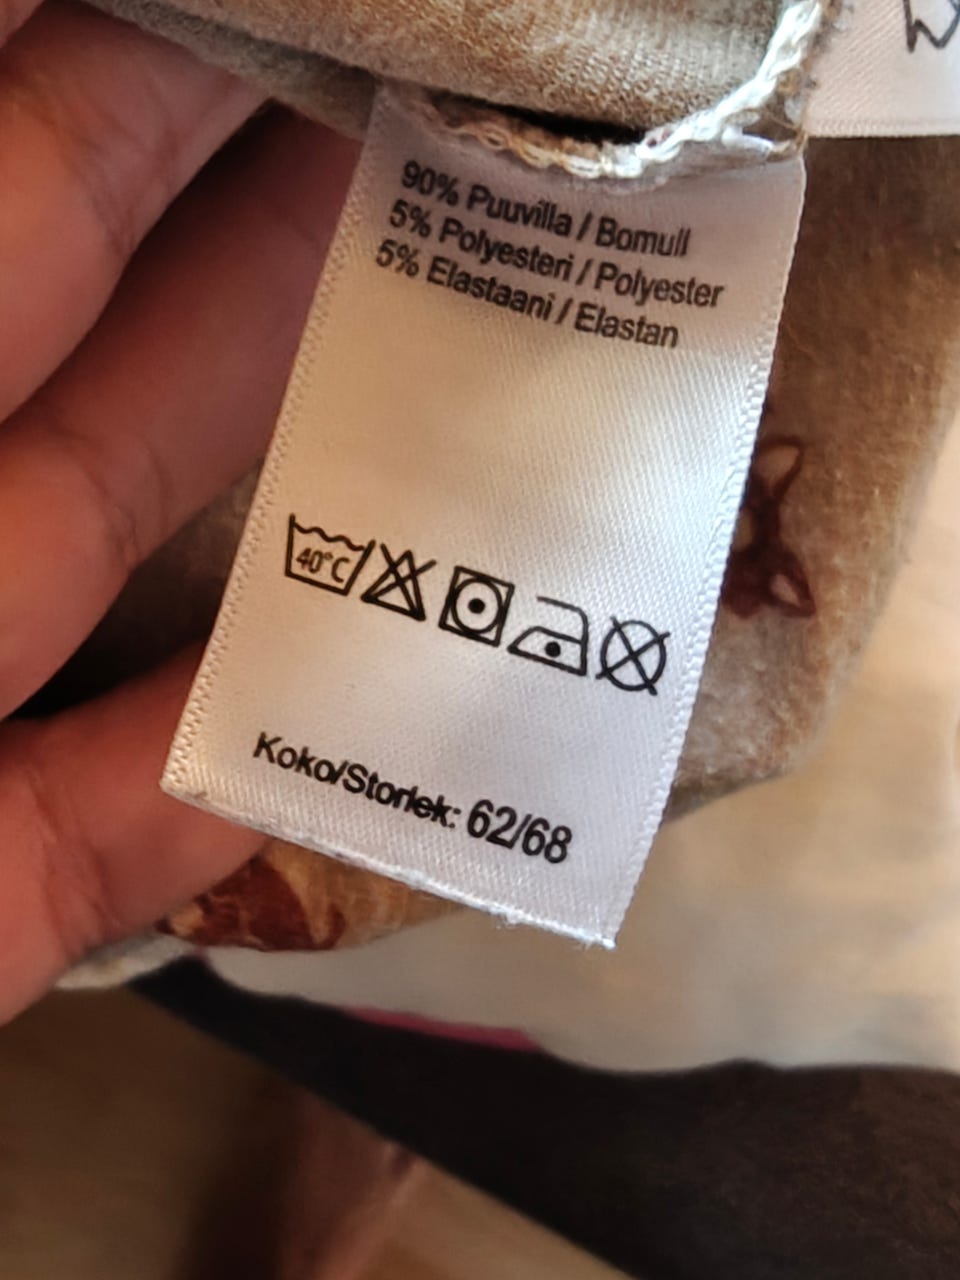 90% Puuvilla / Bomull
5% Polyesteri / Polyester
5% Elastaani / Elastan
40°C
Koko/Storlek: 62/68